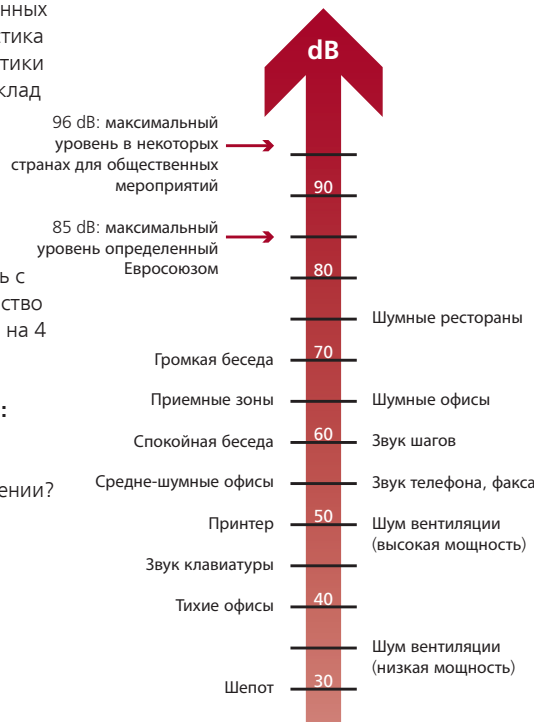 нных
тика
тики
клад
ь с
ство
на 4
:
ении?
dB
96 dB: максимальный
уровень в некоторых
странах для общественных
мероприятий
90
85 dB: максимальный
уровень определенный
Евросоюзом
80
Шумные рестораны
Громкая беседа
70
Приемные зоны
Шумные офисы
Спокойная беседа
60
Звук шагов
Средне-шумные офисы
Звук телефона, факса
Принтер
50
Шум вентиляции
(высокая мощность)
Звук клавиатуры
Тихие офисы
40
Шум вентиляции
(низкая мощность)
Шепот
30